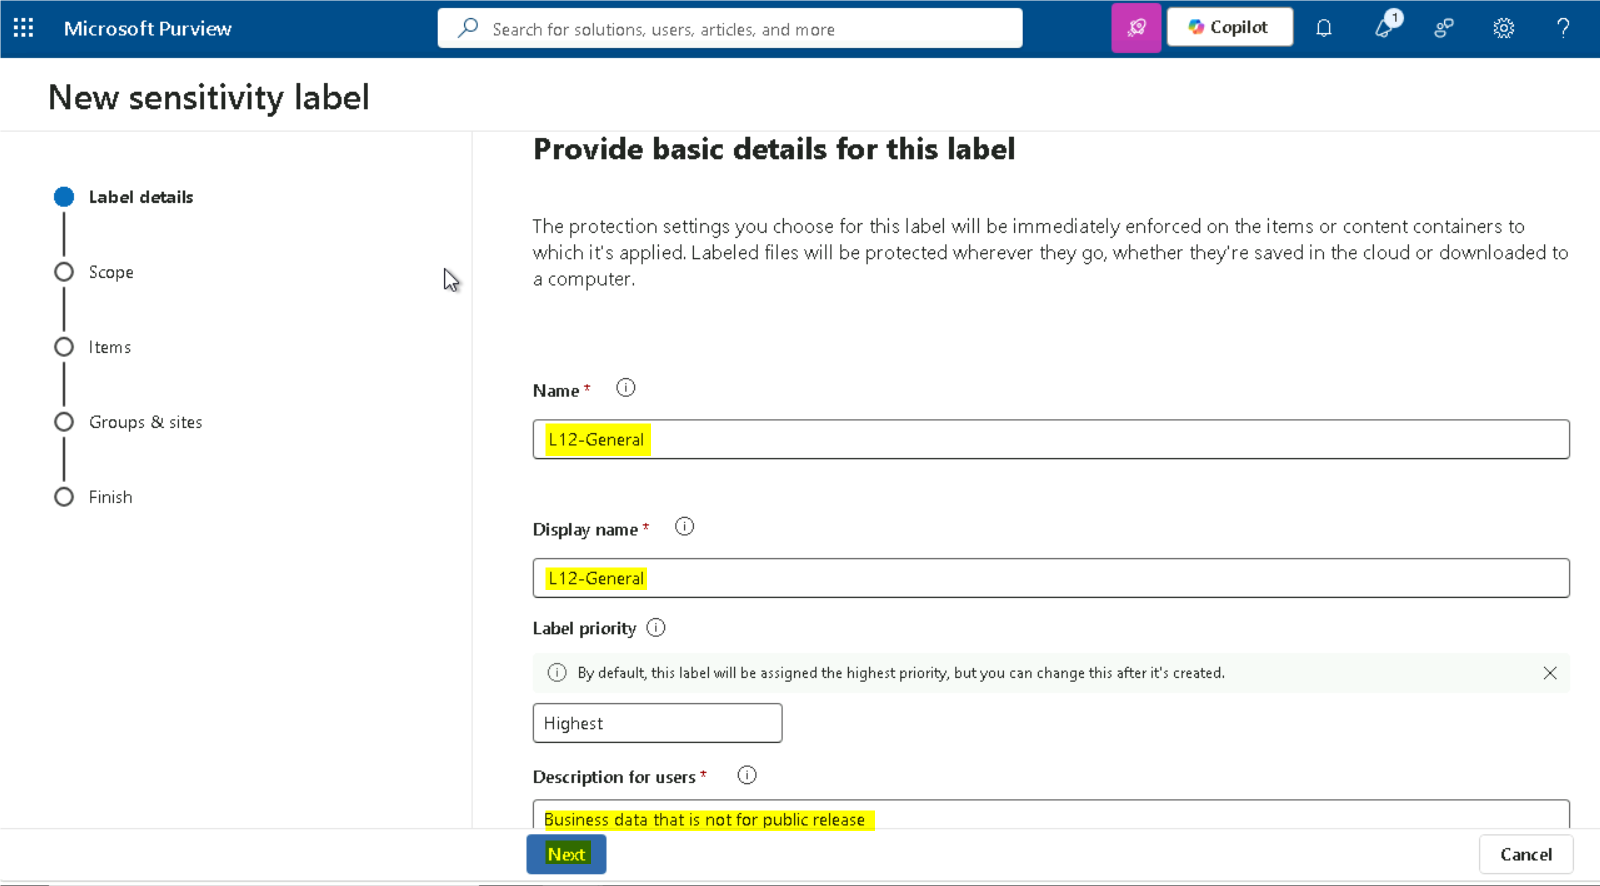 Microsoft Purview
Search for solutions, users, articles, and more
Copilot
1
?
New sensitivity label
Label details
Scope
Items
Groups & sites
Finish
Provide basic details for this label
The protection settings you choose for this label will be immediately enforced on the items or content containers to
which it's applied. Labeled files will be protected wherever they go, whether they're saved in the cloud or downloaded to
a computer.
Name *
L12-General
Display name *
L12-General
Label priority
By default, this label will be assigned the highest priority, but you can change this after it's created.
Highest
Description for users *
Business data that is not for public release
Next
Cancel